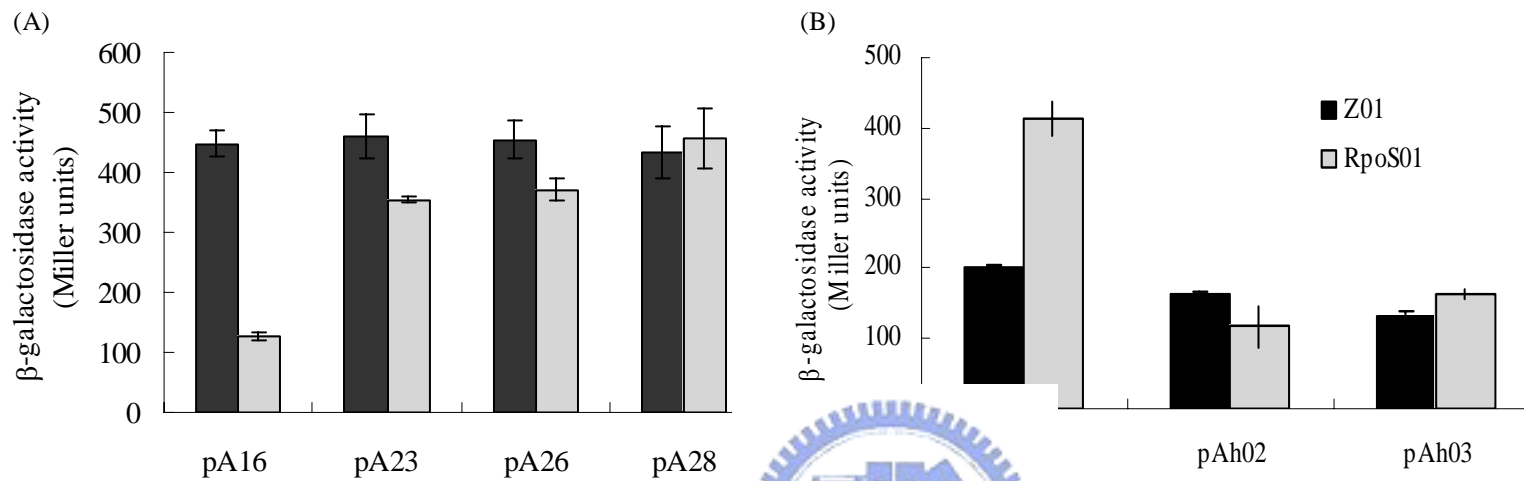 (A)
β-galactosidase activity
(Miller units)
600
500
400
300
200
100
0
pA16
pA23
pA26
pA28
(B)
β-galactosidase activity
(Miller units)
500
400
300
200
100
Z01
RpoS01
pAh02
pAh03